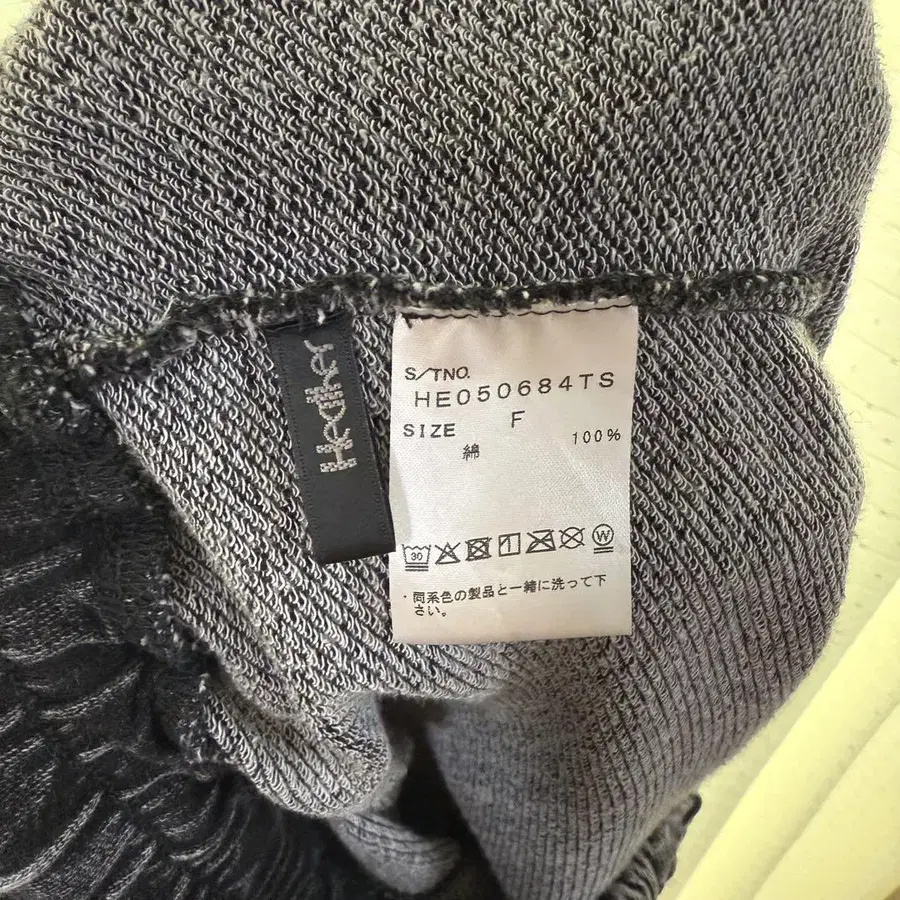 Hedher
S/TNO.
HE050684TS
SIZE F
綿 100%
30
W
・同系色の製品と一緒に洗って下
さい。